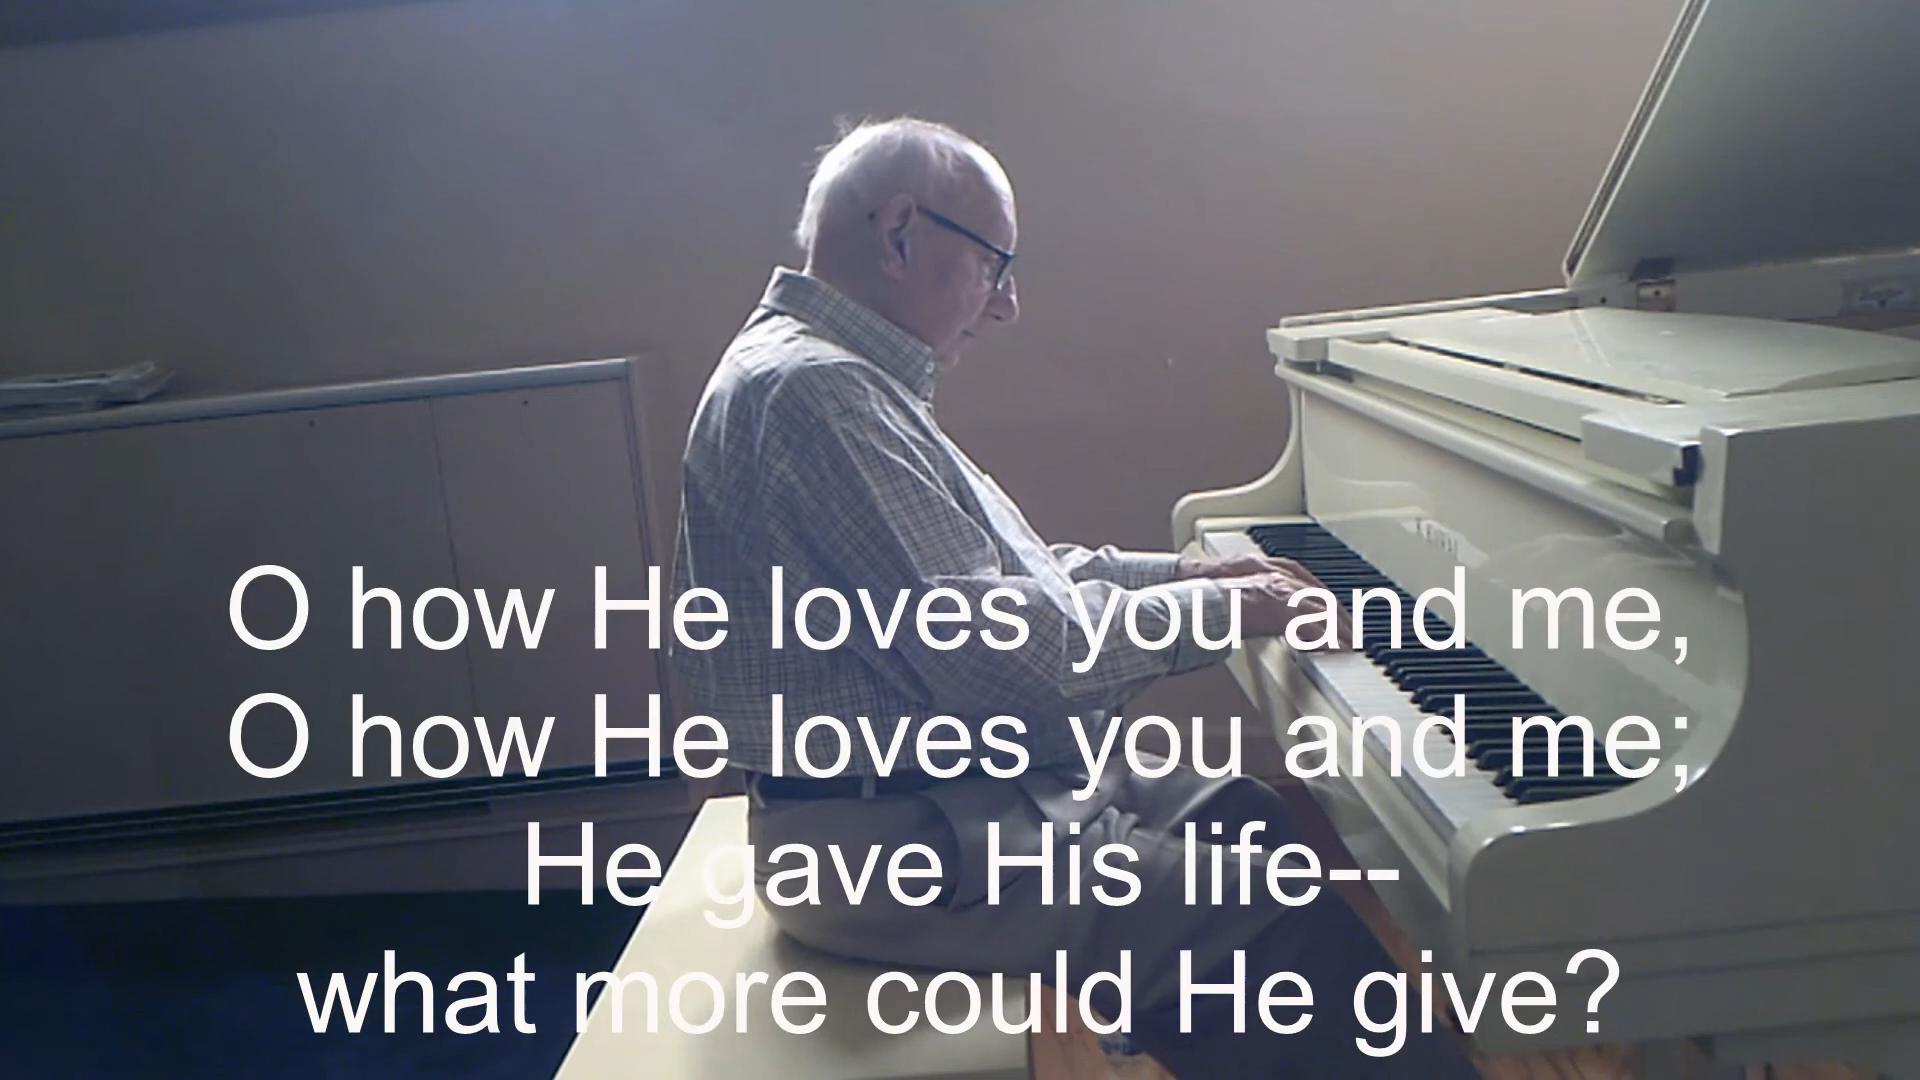 O how He loves you and me,
O how He loves you and me;
He gave His life--
what more could He give?